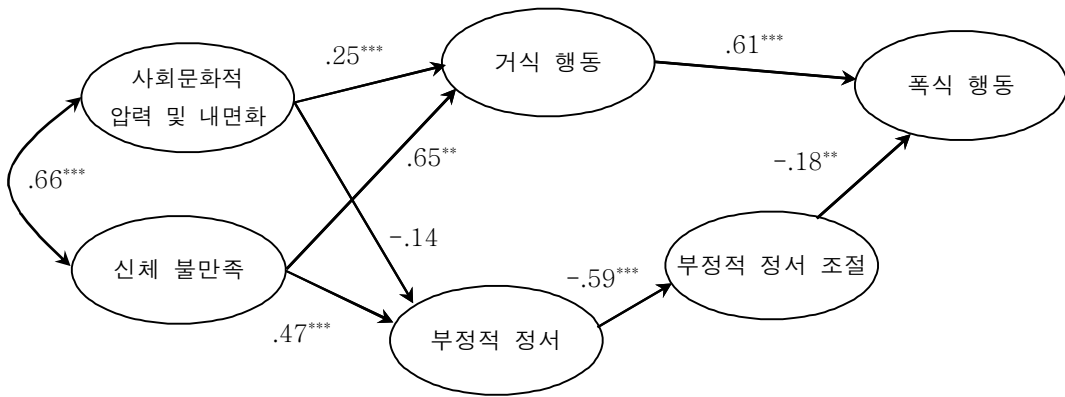 사회문화적
압력 및 내면화
.25***
거식 행동
.61***
폭식 행동
.66***
.65**
-.18**
신체 불만족
-.14
부정적 정서 조절
-.59***
.47***
부정적 정서